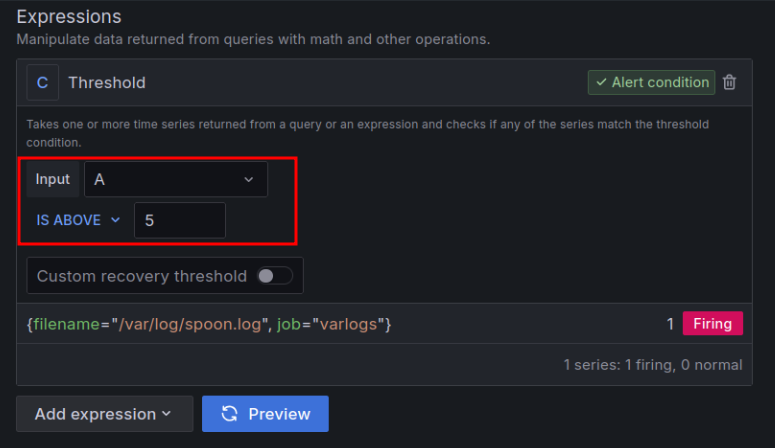 Expressions
Manipulate data returned from queries with math and other operations.
C Threshold Alert condition
Takes one or more time series returned from a query or an expression and checks if any of the series match the threshold
condition.
Input A
IS ABOVE 5
Custom recovery threshold
{filename="/var/log/spoon.log", job="varlogs"} 1 Firing
1 series: 1 firing, 0 normal
Add expression Preview